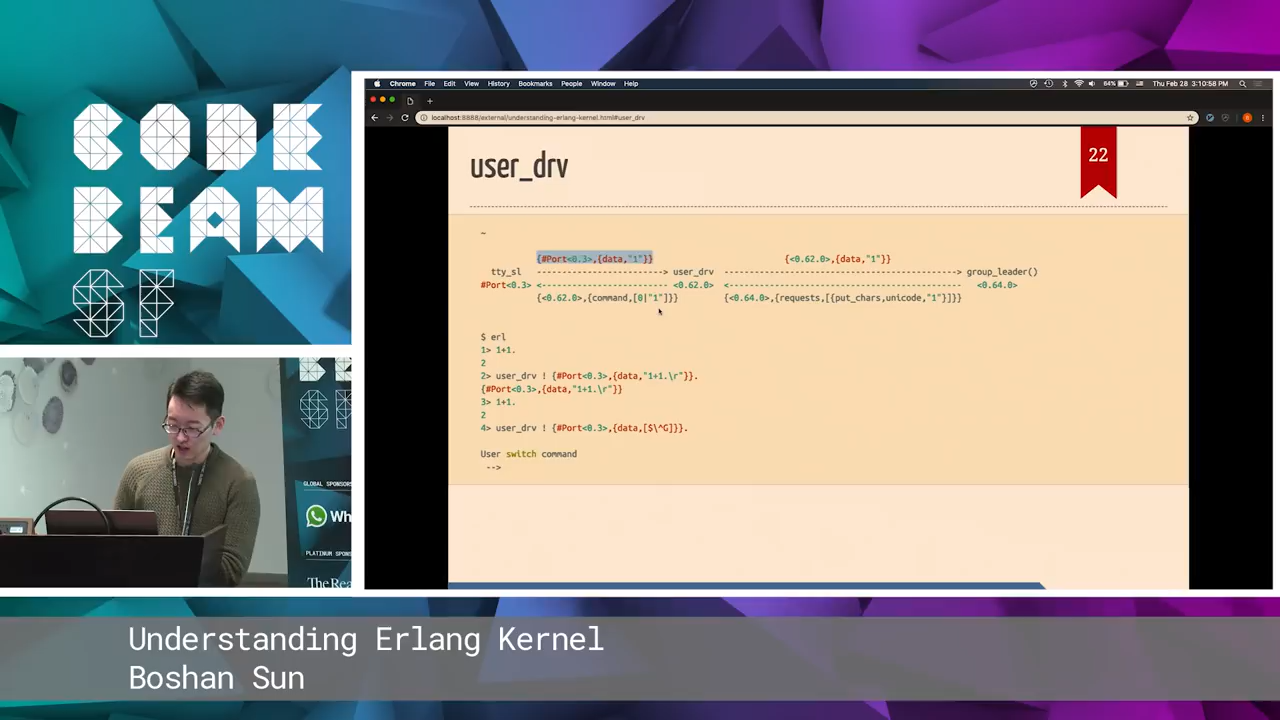 CODE
BEAM
SF
Chrome File Edit View History Bookmarks People Window Help
64% Thu Feb 28 3:10:58 PM
localhost:8888/external/understanding-erlang-kernel.html#user_drv
user_drv
22
~
{#Port<0.3>,{data,"1"}} {<0.62.0>,{data,"1"}}
tty_sl -----------------------> user_drv ------------------------------------------> group_leader()
#Port<0.3> <----------------------- <0.62.0> <------------------------------------------ <0.64.0>
{<0.62.0>,{command,[0|"1"]}} {<0.64.0>,{requests,[{put_chars,unicode,"1"}]}}
$ erl
1> 1+1.
2
2> user_drv ! {#Port<0.3>,{data,"1+1.\r"}}.
{#Port<0.3>,{data,"1+1.\r"}}
3> 1+1.
2
4> user_drv ! {#Port<0.3>,{data,[$\^G]}}.
User switch command
-->
GLOBAL SPONSORS
Wh
PLATINUM SPONS
The Rea
Understanding Erlang Kernel
Boshan Sun